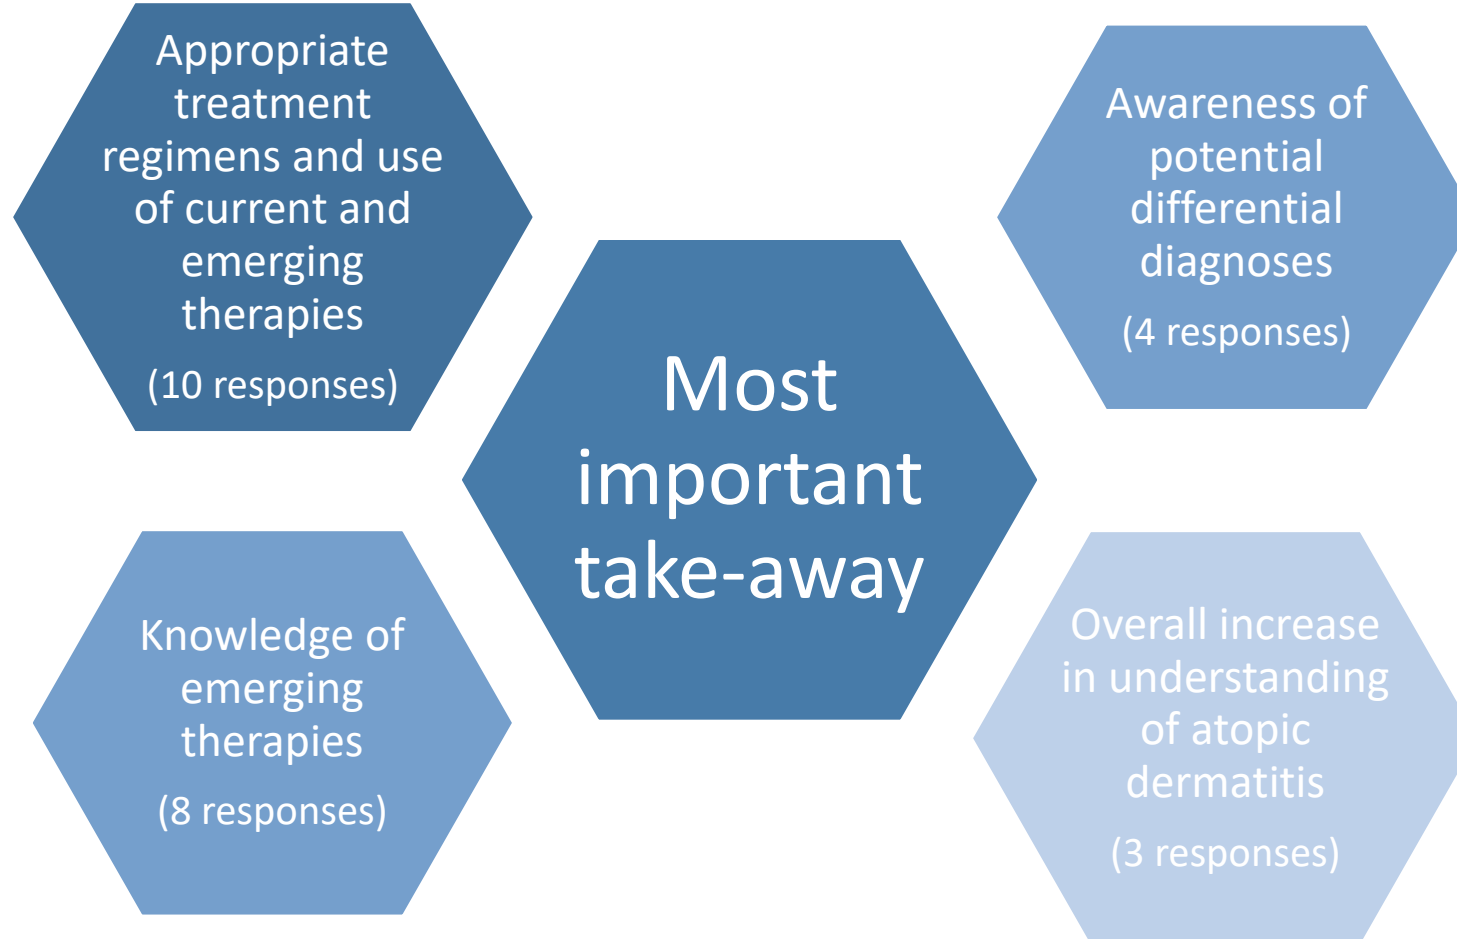 Appropriate
treatment
regimens and use
of current and
emerging
therapies
(10 responses)
Awareness of
potential
differential
diagnoses
(4 responses)
Most
important
take-away
Knowledge of
emerging
therapies
(8 responses)
Overall increase
in understanding
of atopic
dermatitis
(3 responses)